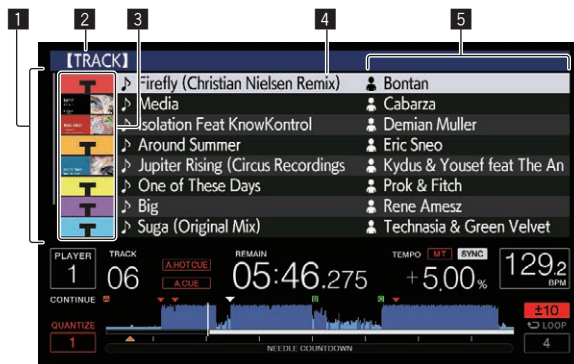 1 2 3 4 5
【TRACK】
T ♪ Firefly (Christian Nielsen Remix) Bontan
♪ Media Cabarza
♪ Isolation Feat KnowKontrol Demian Muller
T ♪ Around Summer Eric Sneo
♪ Jupiter Rising (Circus Recordings Kydus & Yousef feat The An
T ♪ One of These Days Prok & Fitch
T ♪ Big Rene Amesz
T ♪ Suga (Original Mix) Technasia & Green Velvet
PLAYER TRACK REMAIN TEMPO MT SYNC
1 06 A.HOT CUE A.CUE 05:46.275 +5.00% 129.2 BPM
CONTINUE A B C ±10
QUANTIZE LOOP
1 NEEDLE COUNTDOWN 4